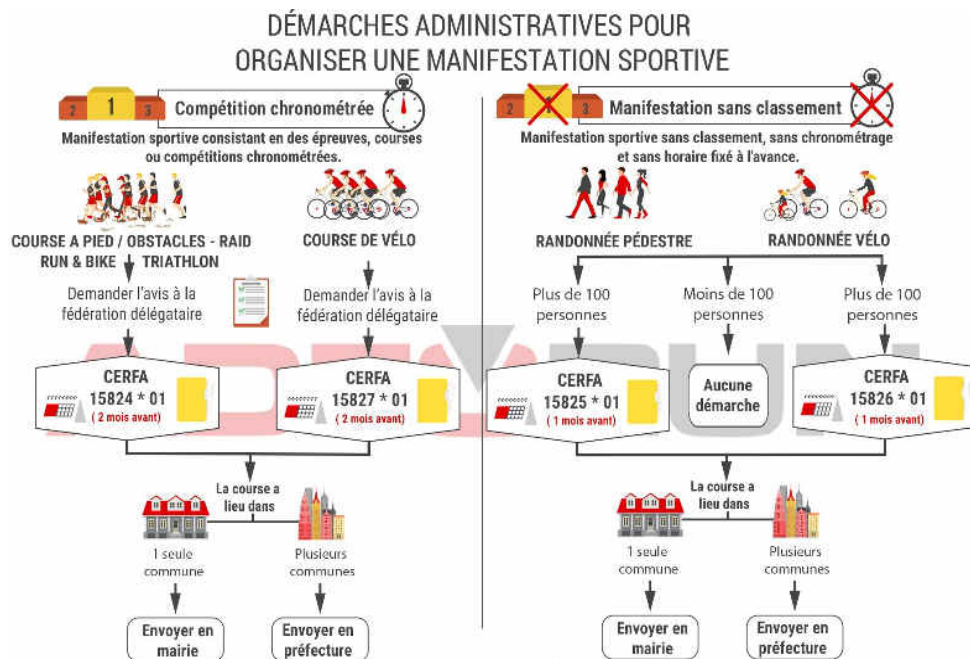 DÉMARCHES ADMINISTRATIVES POUR
ORGANISER UNE MANIFESTATION SPORTIVE
2 1 3 Compétition chronométrée
Manifestation sportive consistant en des épreuves, courses
ou compétitions chronométrées.
COURSE A PIED / OBSTACLES - RAID
RUN & BIKE TRIATHLON
COURSE DE VÉLO
Demander l'avis à la
fédération délégataire
Demander l'avis à la
fédération délégataire
CERFA
15824 * 01
( 2 mois avant)
CERFA
15827 * 01
( 2 mois avant)
La course a
lieu dans
1 seule
commune
Plusieurs
communes
Envoyer en
mairie
Envoyer en
préfecture
2 1 3 Manifestation sans classement
Manifestation sportive sans classement, sans chronométrage
et sans horaire fixé à l'avance.
RANDONNÉE PÉDESTRE
RANDONNÉE VÉLO
Plus de 100
personnes
Moins de 100
personnes
Plus de 100
personnes
CERFA
15825 * 01
( 1 mois avant)
Aucune
démarche
CERFA
15826 * 01
( 1 mois avant)
La course a
lieu dans
1 seule
commune
Plusieurs
communes
Envoyer en
mairie
Envoyer en
préfecture